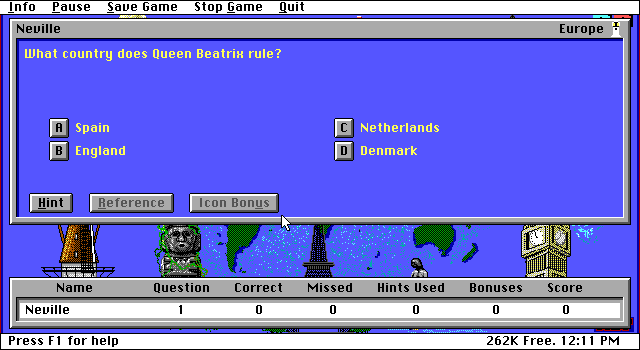 Info Pause Save Game Stop Game Quit
Neville Europe
What country does Queen Beatrix rule?
A Spain C Netherlands
B England D Denmark
Hint Reference Icon Bonus
Name Question Correct Missed Hints Used Bonuses Score
Neville 1 0 0 0 0 0
Press F1 for help 262K Free. 12:11 PM